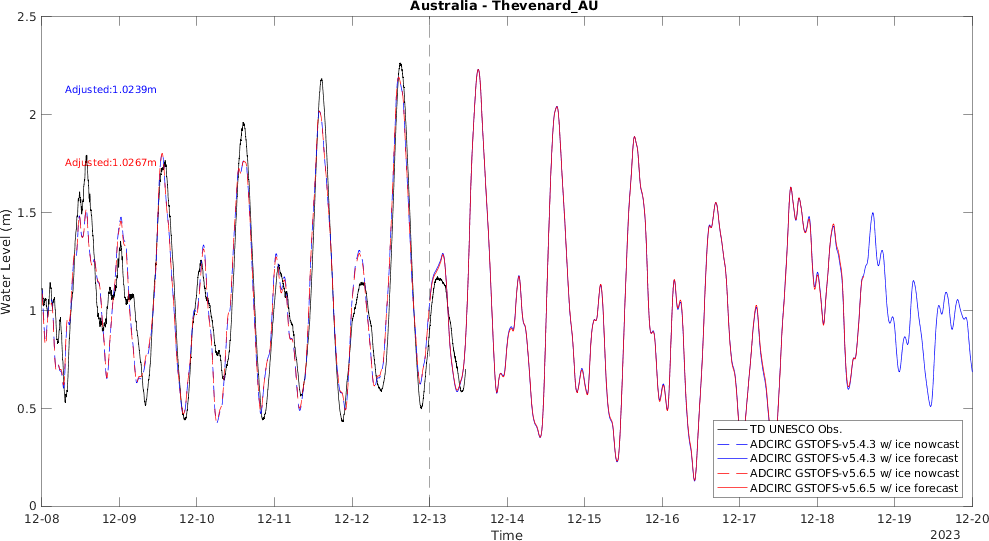 Australia - Thevenard_AU
2.5
2
1.5
1
0.5
0
Water Level (m)
Adjusted:1.0239m
Adjusted:1.0267m
TD UNESCO Obs.
ADCIRC GSTOFS-v5.4.3 w/ ice nowcast
ADCIRC GSTOFS-v5.4.3 w/ ice forecast
ADCIRC GSTOFS-v5.6.5 w/ ice nowcast
ADCIRC GSTOFS-v5.6.5 w/ ice forecast
12-08 12-09 12-10 12-11 12-12 12-13 12-14 12-15 12-16 12-17 12-18 12-19 12-20
Time
2023